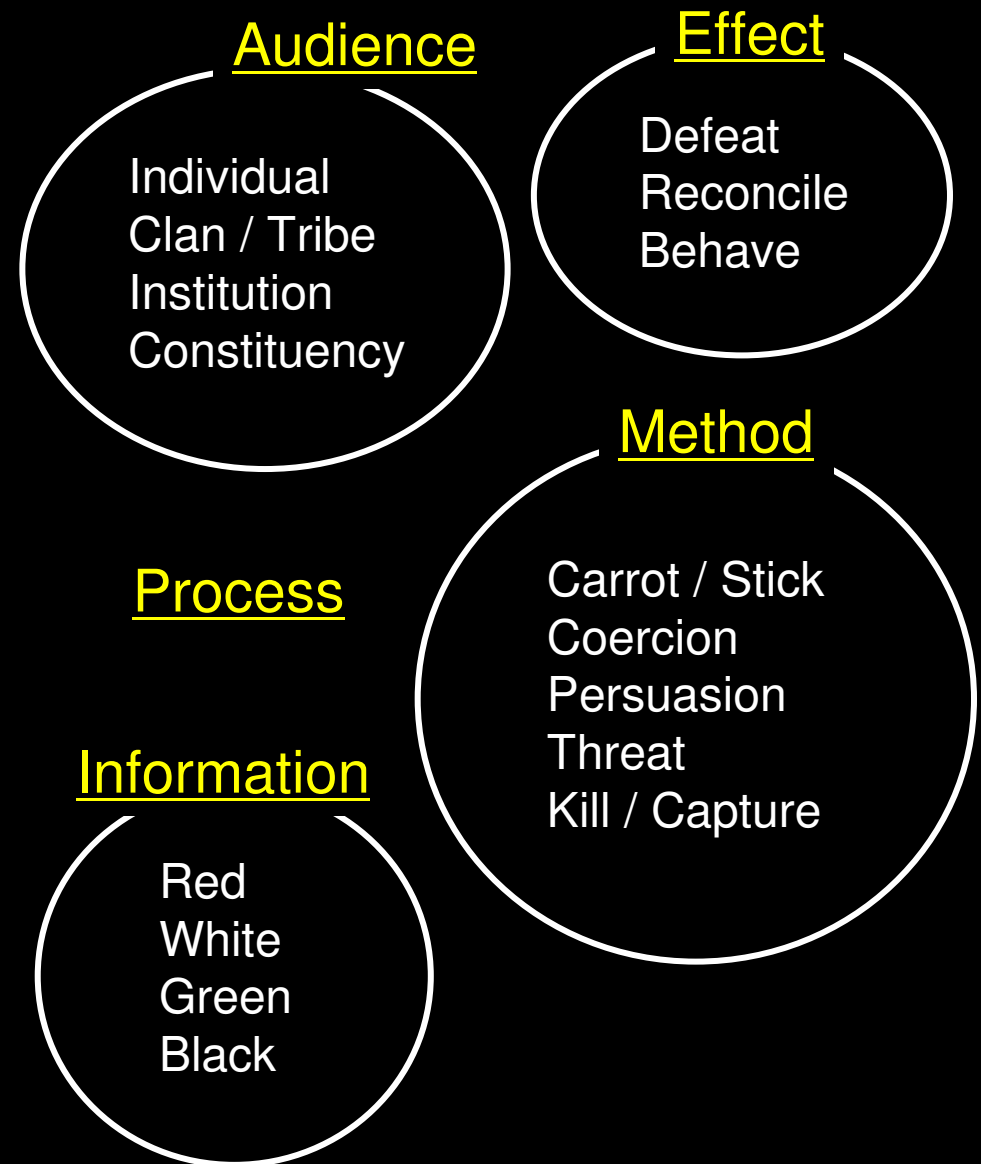 Audience
Individual
Clan / Tribe
Institution
Constituency
Effect
Defeat
Reconcile
Behave
Method
Carrot / Stick
Coercion
Persuasion
Threat
Kill / Capture
Process
Information
Red
White
Green
Black